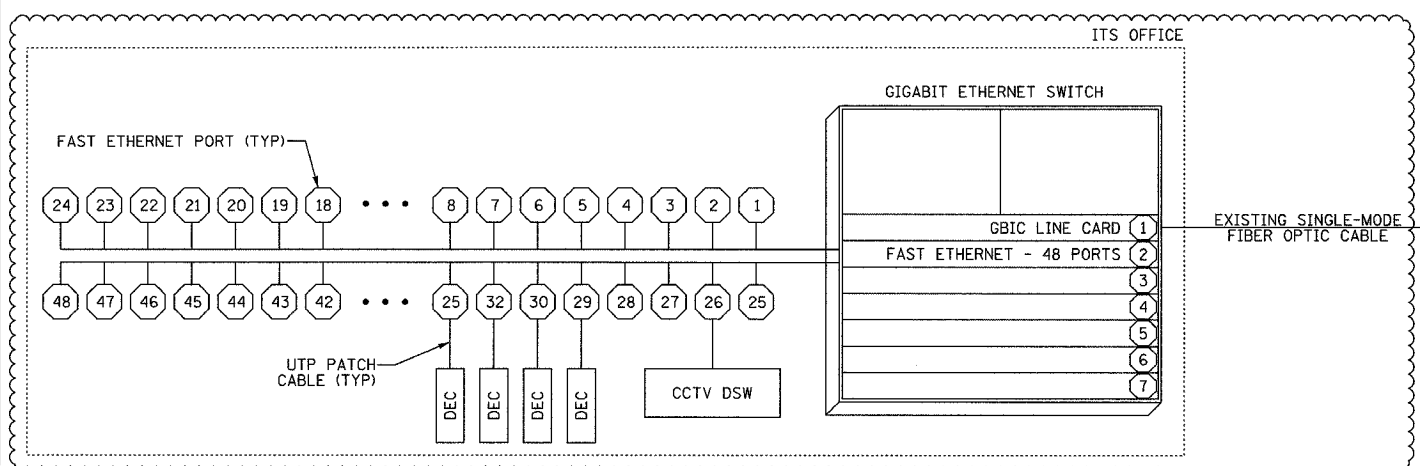 ITS OFFICE
GIGABIT ETHERNET SWITCH
FAST ETHERNET PORT (TYP)
24 23 22 21 20 19 18 • • • 8 7 6 5 4 3 2 1
GBIC LINE CARD 1
EXISTING SINGLE-MODE
FIBER OPTIC CABLE
FAST ETHERNET - 48 PORTS 2
3
4
5
6
7
48 47 46 45 44 43 42 • • • 25 32 30 29 28 27 26 25
UTP PATCH
CABLE (TYP)
DEC DEC DEC DEC
CCTV DSW